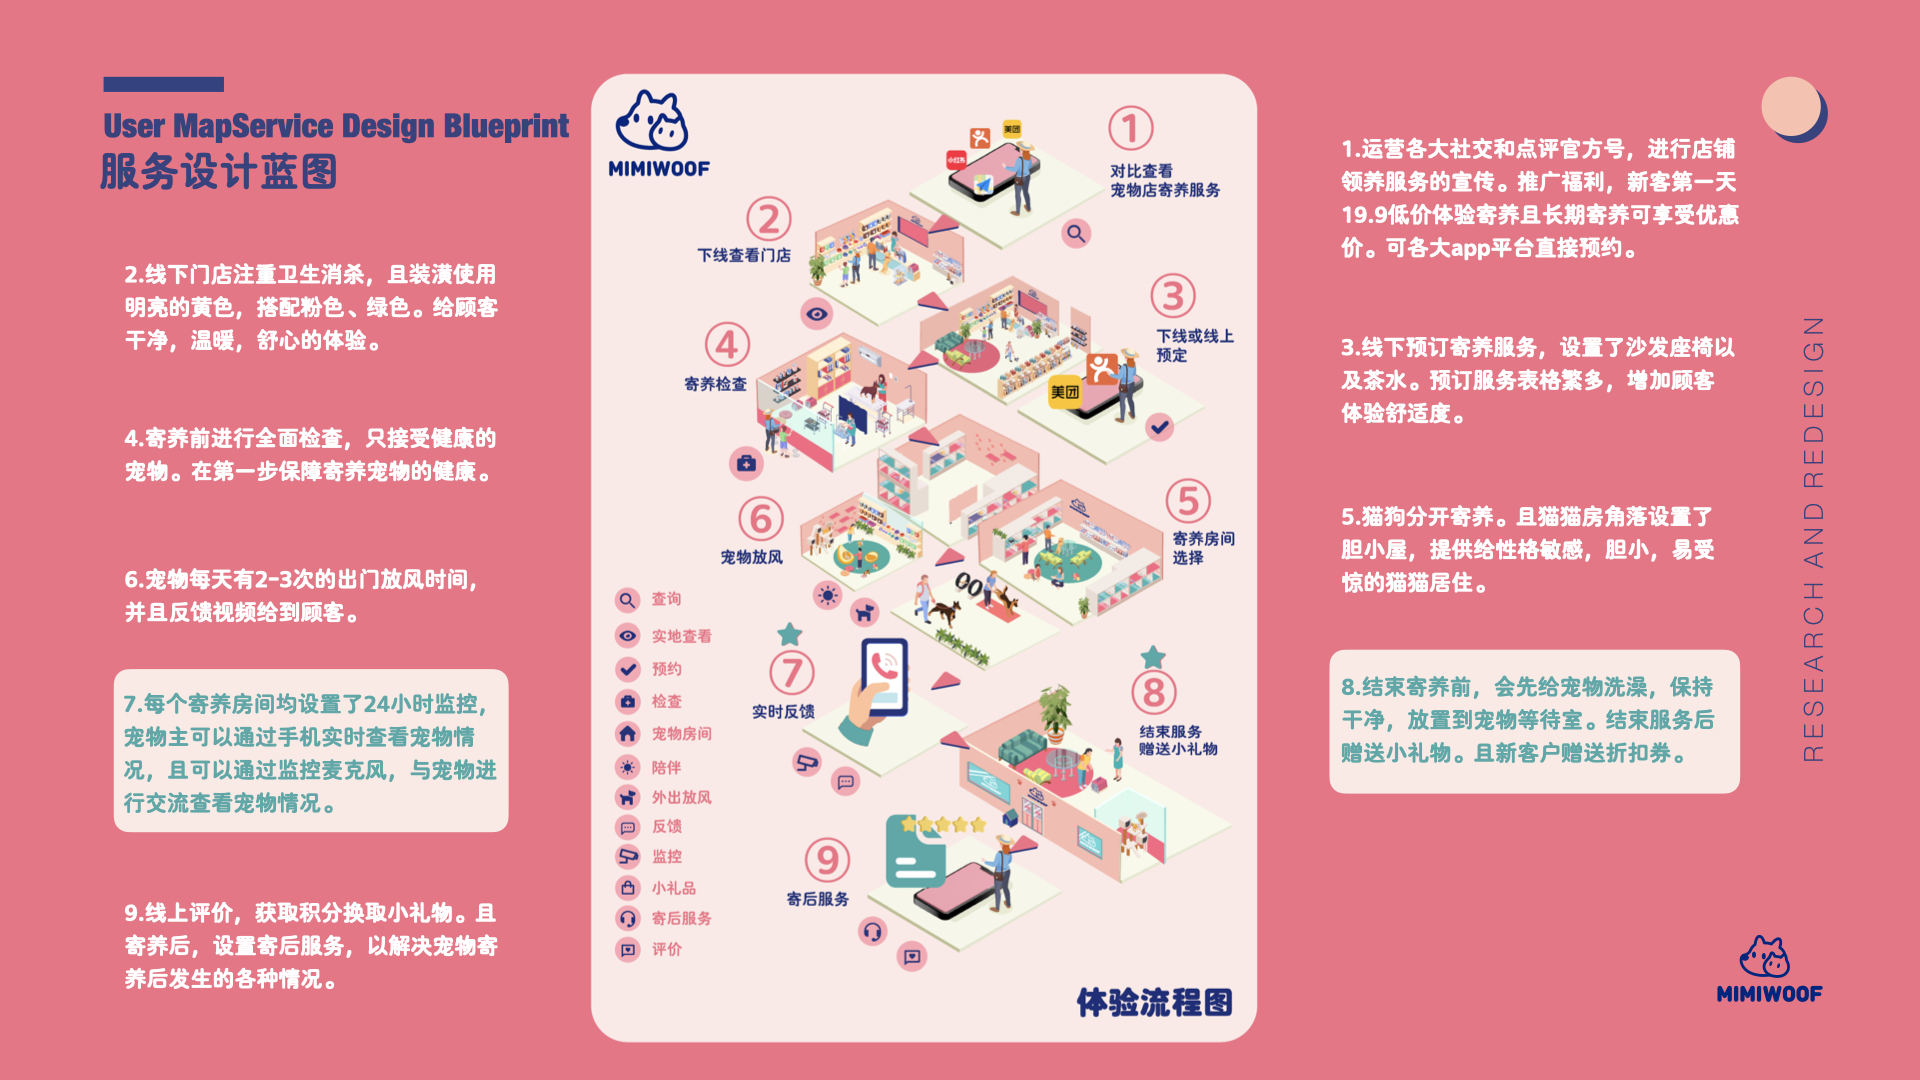 User MapService Design Blueprint
服务设计蓝图
2.线下门店注重卫生消杀，且装潢使用
明亮的黄色，搭配粉色、绿色。给顾客
干净，温暖，舒心的体验。
4.寄养前进行全面检查，只接受健康的
宠物。在第一步保障寄养宠物的健康。
6.宠物每天有2-3次的出门放风时间，
并且反馈视频给到顾客。
7.每个寄养房间均设置了24小时监控，
宠物主可以通过手机实时查看宠物情
况，且可以通过监控麦克风，与宠物进
行交流查看宠物情况。
9.线上评价，获取积分换取小礼物。且
寄养后，设置寄后服务，以解决宠物寄
养后发生的各种情况。
MIMIWOOF
美团
小红书
1
对比查看
宠物店寄养服务
2
下线查看门店
3
下线或线上
预定
美团
4
寄养检查
5
寄养房间
选择
6
宠物放风
7
实时反馈
8
结束服务
赠送小礼物
9
寄后服务
查询
实地查看
预约
检查
宠物房间
陪伴
外出放风
反馈
监控
小礼品
寄后服务
评价
体验流程图
1.运营各大社交和点评官方号，进行店铺
领养服务的宣传。推广福利，新客第一天
19.9低价体验寄养且长期寄养可享受优惠
价。可各大app平台直接预约。
3.线下预订寄养服务，设置了沙发座椅以
及茶水。预订服务表格繁多，增加顾客
体验舒适度。
5.猫狗分开寄养。且猫猫房角落设置了
胆小屋，提供给性格敏感，胆小，易受
惊的猫猫居住。
8.结束寄养前，会先给宠物洗澡，保持
干净，放置到宠物等待室。结束服务后
赠送小礼物。且新客户赠送折扣券。
RESEARCH AND REDESIGN
MIMIWOOF